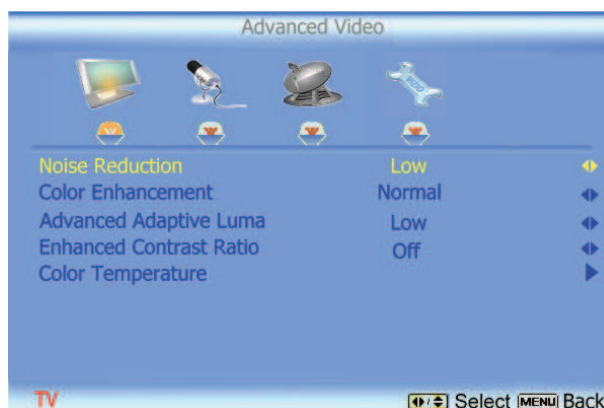 Advanced Video
Noise Reduction Low
Color Enhancement Normal
Advanced Adaptive Luma Low
Enhanced Contrast Ratio Off
Color Temperature
TV Select MENU Back